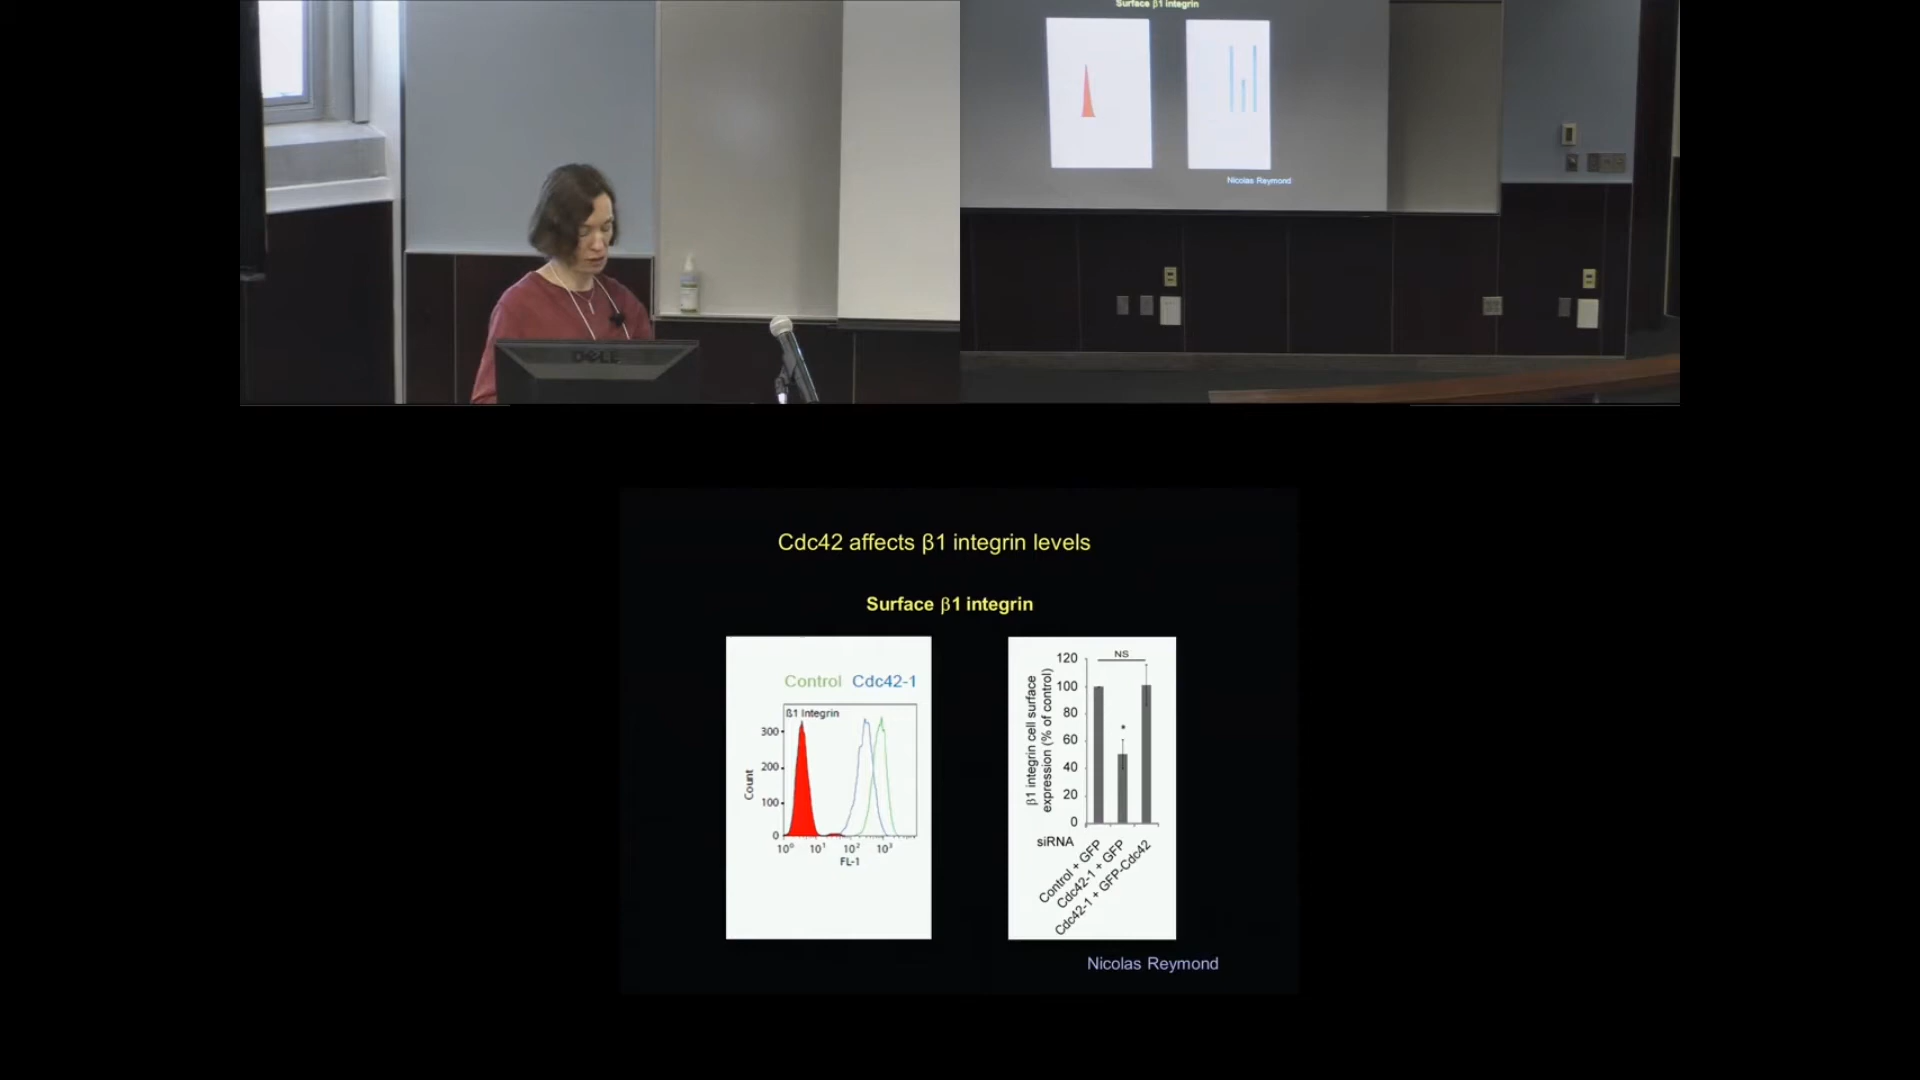 Surface β1 integrin
Nicolas Reymond
DELL
Cdc42 affects β1 integrin levels
Surface β1 integrin
Control Cdc42-1
β1 Integrin
300
200
100
0
Count
10⁰ 10¹ 10² 10³
FL-1
NS
120
100
80
60
40
20
0
β1 integrin cell surface
expression (% of control)
siRNA
Control + GFP
Cdc42-1 + GFP
*
Cdc42-1 + GFP-Cdc42
Nicolas Reymond